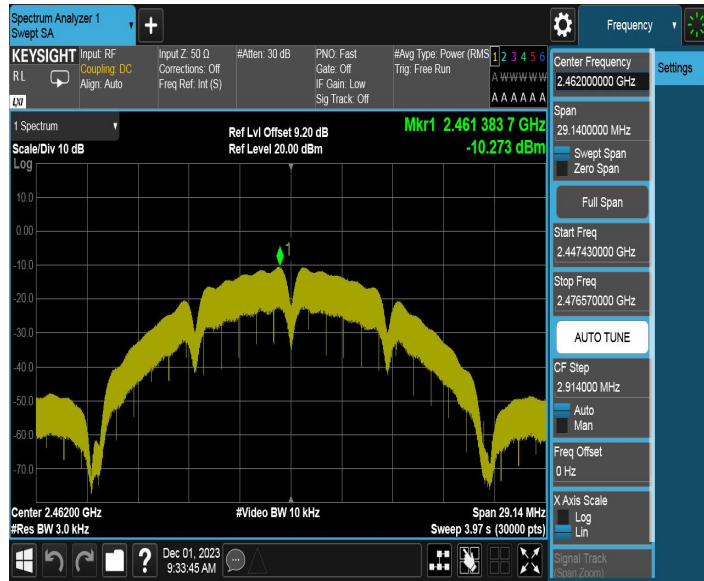 Spectrum Analyzer 1
Swept SA
+
Frequency
KEYSIGHT
RL
LXI
Input: RF
Coupling: DC
Align: Auto
Input Z: 50 Ω
Corrections: Off
Freq Ref: Int (S)
#Atten: 30 dB
PNO: Fast
Gate: Off
IF Gain: Low
Sig Track: Off
#Avg Type: Power (RMS
Trig: Free Run
1 2 3 4 5 6
A W W W W W
A A A A A A
1 Spectrum
Scale/Div 10 dB
Log
Ref Lvl Offset 9.20 dB
Ref Level 20.00 dBm
Mkr1 2.461 383 7 GHz
-10.273 dBm
10.0
0.00
-10.0
-20.0
-30.0
-40.0
-50.0
-60.0
-70.0
1
Center 2.46200 GHz
#Res BW 3.0 kHz
#Video BW 10 kHz
Span 29.14 MHz
Sweep 3.97 s (30000 pts)
?
Dec 01, 2023
9:33:45 AM
Center Frequency
2.462000000 GHz
Span
29.1400000 MHz
Swept Span
Zero Span
Full Span
Start Freq
2.447430000 GHz
Stop Freq
2.476570000 GHz
AUTO TUNE
CF Step
2.914000 MHz
Auto
Man
Freq Offset
0 Hz
X Axis Scale
Log
Lin
Signal Track
(Span Zoom)
Settings